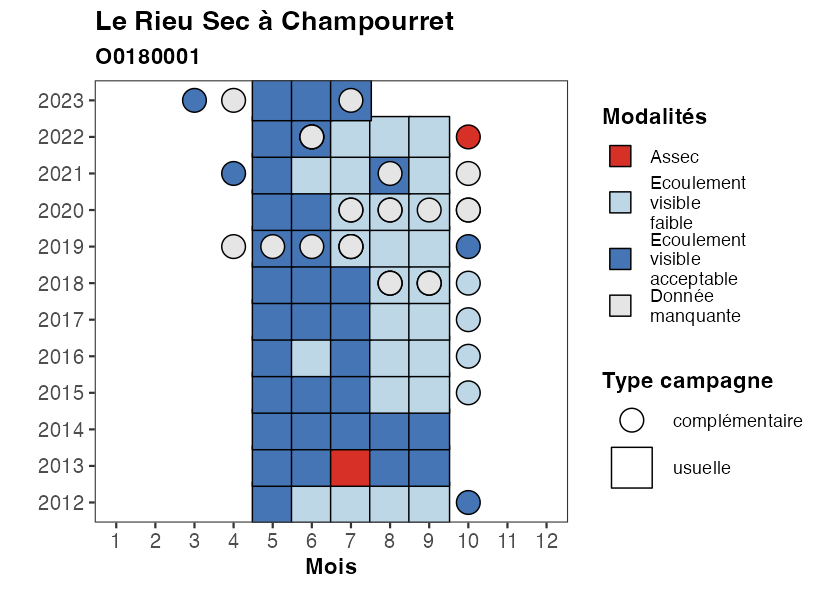 Le Rieu Sec à Champourret
O0180001
2023
2022
2021
2020
2019
2018
2017
2016
2015
2014
2013
2012
1 2 3 4 5 6 7 8 9 10 11 12
Mois
Modalités
Assec
Ecoulement
visible
faible
Ecoulement
visible
acceptable
Donnée
manquante
Type campagne
complémentaire
usuelle